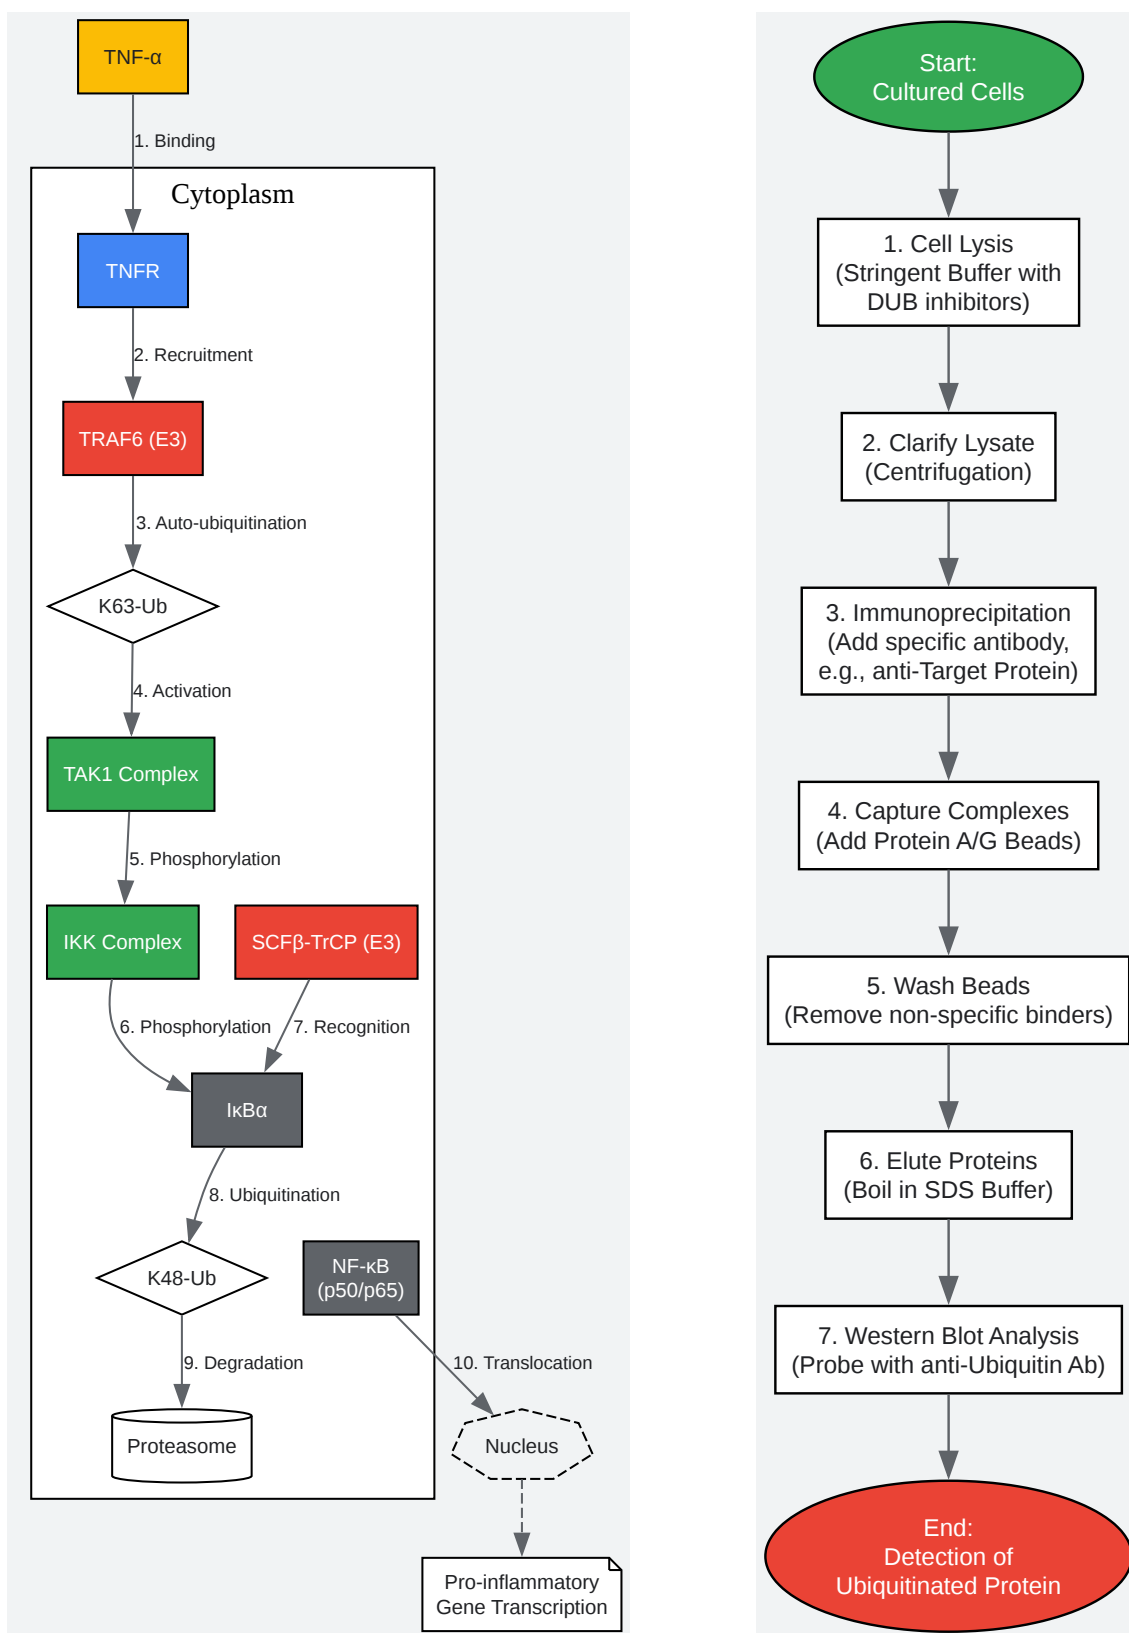 TNF-α
1. Binding
Cytoplasm
TNFR
2. Recruitment
TRAF6 (E3)
3. Auto-ubiquitination
K63-Ub
4. Activation
TAK1 Complex
5. Phosphorylation
IKK Complex
SCFβ-TrCP (E3)
6. Phosphorylation
7. Recognition
IκBα
8. Ubiquitination
K48-Ub
NF-κB
(p50/p65)
9. Degradation
10. Translocation
Proteasome
Nucleus
Pro-inflammatory
Gene Transcription
Start:
Cultured Cells
1. Cell Lysis
(Stringent Buffer with
DUB inhibitors)
2. Clarify Lysate
(Centrifugation)
3. Immunoprecipitation
(Add specific antibody,
e.g., anti-Target Protein)
4. Capture Complexes
(Add Protein A/G Beads)
5. Wash Beads
(Remove non-specific binders)
6. Elute Proteins
(Boil in SDS Buffer)
7. Western Blot Analysis
(Probe with anti-Ubiquitin Ab)
End:
Detection of
Ubiquitinated Protein